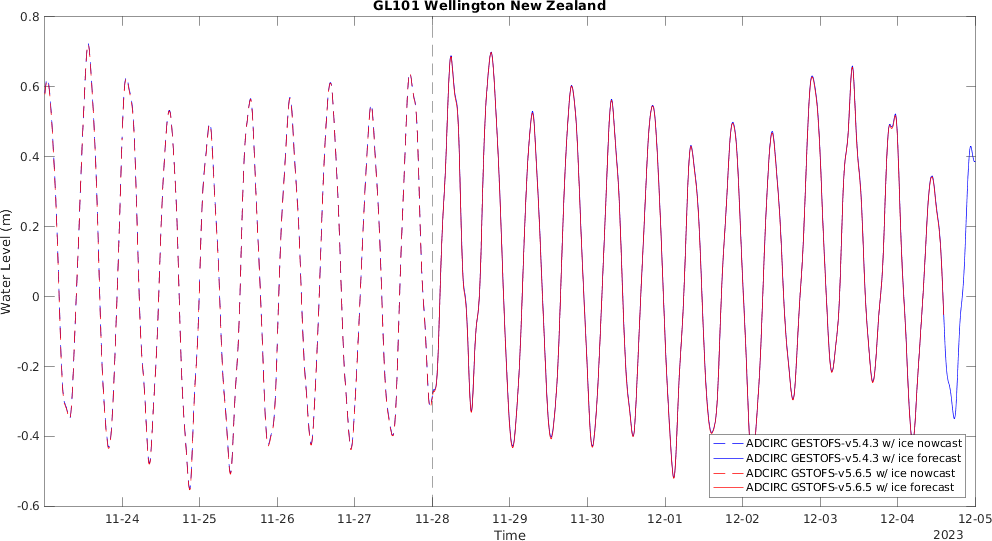 GL101 Wellington New Zealand
0.8
0.6
0.4
0.2
0
-0.2
-0.4
-0.6
Water Level (m)
ADCIRC GESTOFS-v5.4.3 w/ ice nowcast
ADCIRC GESTOFS-v5.4.3 w/ ice forecast
ADCIRC GSTOFS-v5.6.5 w/ ice nowcast
ADCIRC GSTOFS-v5.6.5 w/ ice forecast
11-24 11-25 11-26 11-27 11-28 11-29 11-30 12-01 12-02 12-03 12-04 12-05
Time
2023